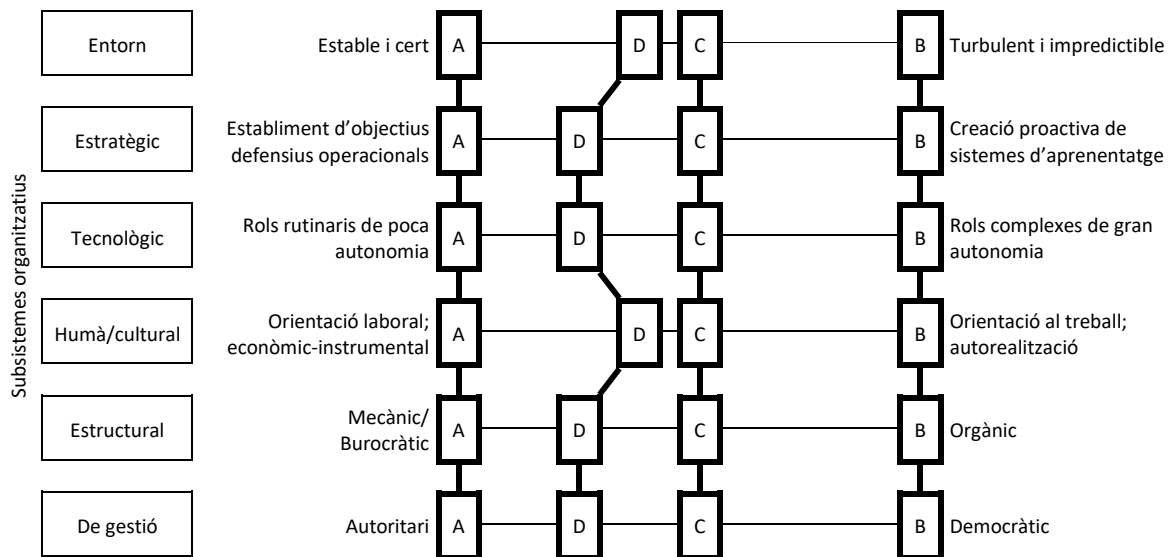 Subsistemes organitzatius
Entorn
Estable i cert
A
D
C
B
Turbulent i impredictible
Estratègic
Establiment d'objectius
defensius operacionals
A
D
C
B
Creació proactiva de
sistemes d'aprenentatge
Tecnològic
Rols rutinaris de poca
autonomia
A
D
C
B
Rols complexes de gran
autonomia
Humà/cultural
Orientació laboral;
econòmic-instrumental
A
D
C
B
Orientació al treball;
autorealització
Estructural
Mecànic/
Burocràtic
A
D
C
B
Orgànic
De gestió
Autoritari
A
D
C
B
Democràtic